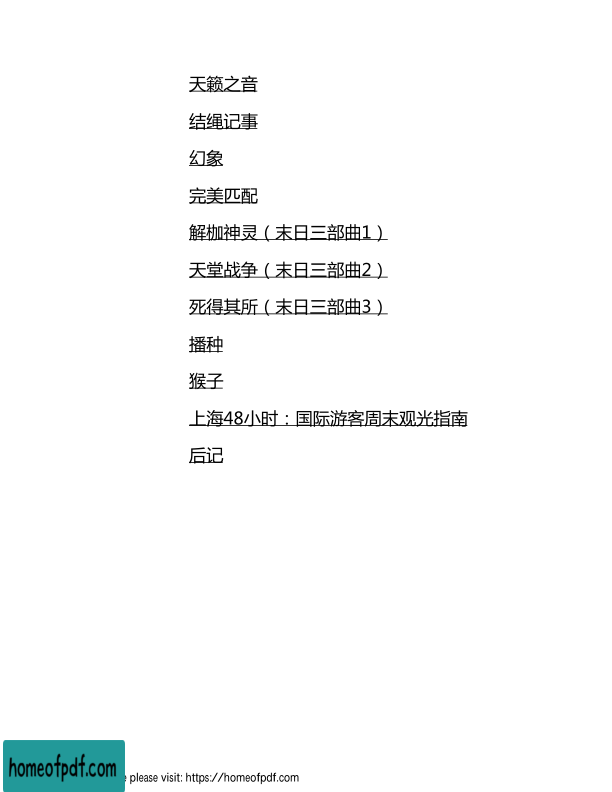 天籁之音
结绳记事
幻象
完美匹配
解枷神灵（末日三部曲1）
天堂战争（末日三部曲2）
死得其所（末日三部曲3）
播种
猴子
上海48小时：国际游客周末观光指南
后记
homeofpdf.com
please visit: https://homeofpdf.com